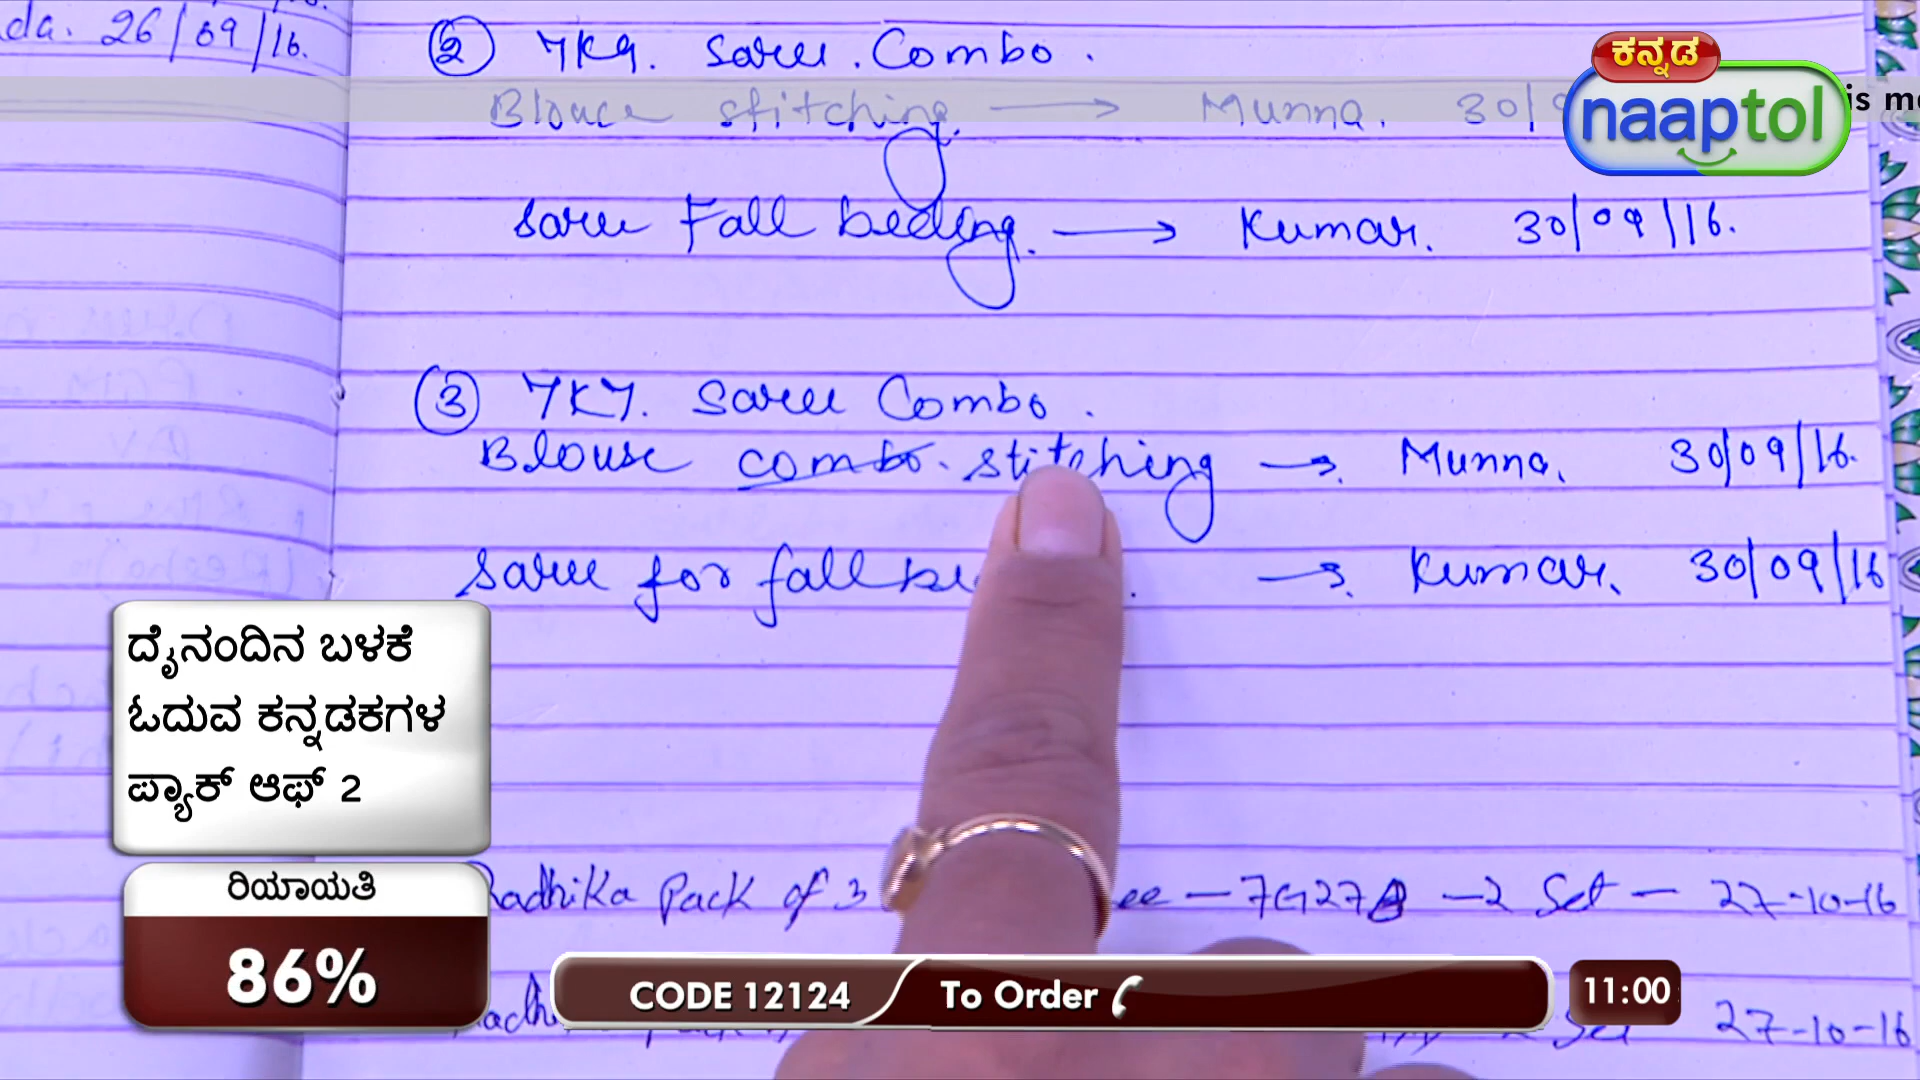 da. 26/09/16.
② 7K9. Saree. Combo.
Blouce stitching. → Munna. 30/
saree Fall beding. → Kumar. 30/09/16.
③ 7K7. Saree Combo.
Blouse combo. stitching → Munna. 30/09/16.
Saree for fall → Kumar. 30/09/16
Radhika Pack of 3 — 2 Set — 27-10-16
27-10-16
ಕನ್ನಡ
naaptol
is
ದೈನಂದಿನ ಬಳಕೆ
ಓದುವ ಕನ್ನಡಕಗಳ
ಪ್ಯಾಕ್ ಆಫ್ 2
ರಿಯಾಯತಿ
86%
CODE 12124 To Order
11:00